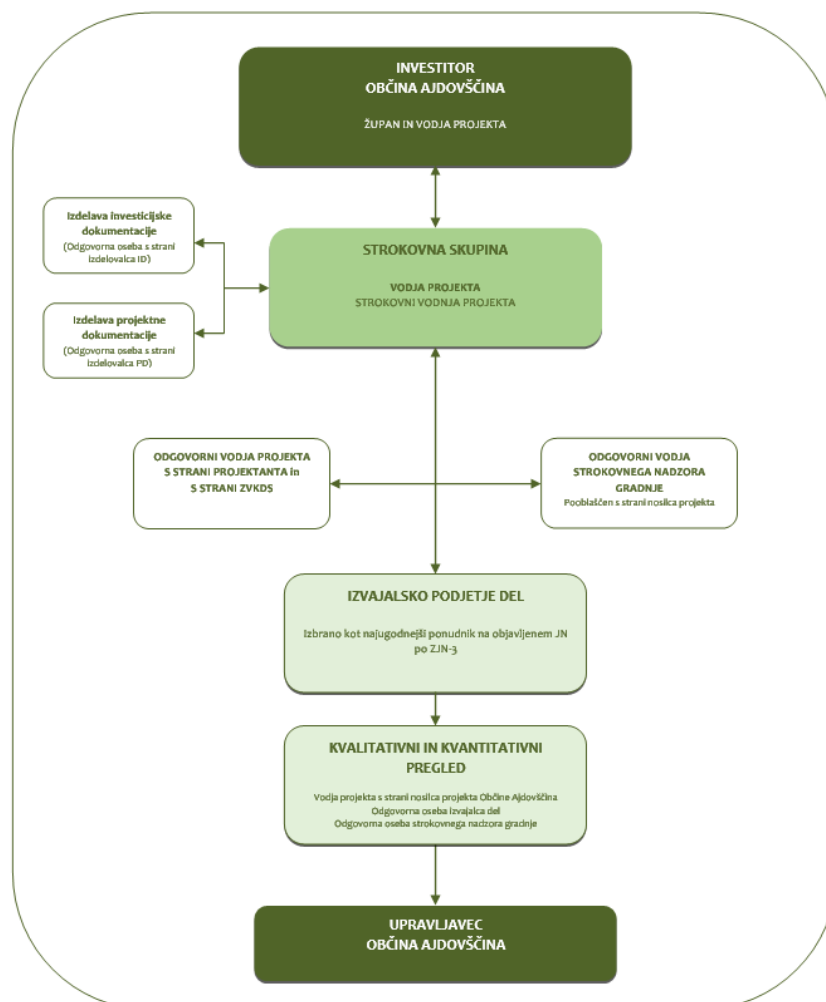 INVESTITOR
OBČINA AJDOVŠČINA
ŽUPAN IN VODJA PROJEKTA
Izdelava investicijske
dokumentacije
(Odgovorna oseba s strani
izdelovalca ID)
STROKOVNA SKUPINA
VODJA PROJEKTA
STROKOVNI VODNJA PROJEKTA
Izdelava projektne
dokumentacije
(Odgovorna oseba s strani
izdelovalca PD)
ODGOVORNI VODJA PROJEKTA
S STRANI PROJEKTANTA in
S STRANI ZVKDS
ODGOVORNI VODJA
STROKOVNEGA NADZORA
GRADNJE
Pooblaščen s strani nosilca projekta
IZVAJALSKO PODJETJE DEL
Izbrano kot najugodnejši ponudnik na objavljenem JN
po ZJN-3
KVALITATIVNI IN KVANTITATIVNI
PREGLED
Vodja projekta s strani nosilca projekta Občine Ajdovščina
Odgovorna oseba izvajalca del
Odgovorna oseba strokovnega nadzora gradnje
UPRAVLJAVEC
OBČINA AJDOVŠČINA